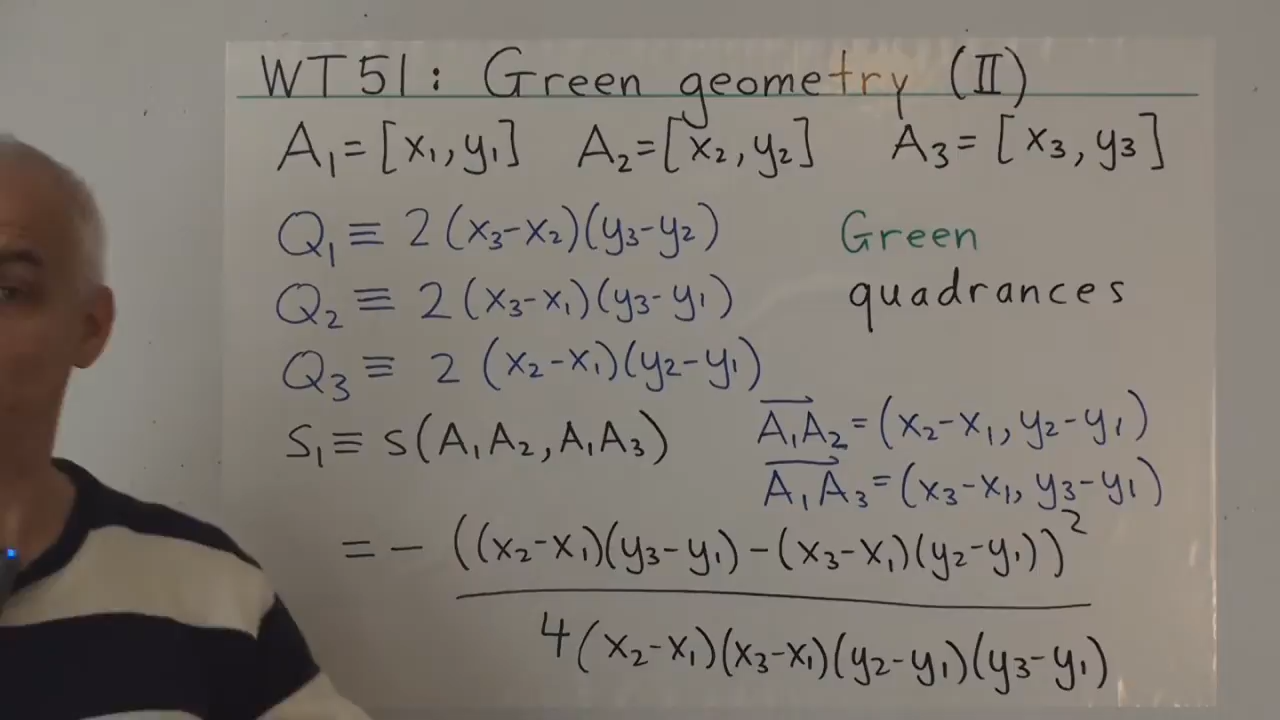 WT51: Green geometry (II)
A₁=[x₁,y₁] A₂=[x₂,y₂] A₃=[x₃,y₃]
Q₁≡ 2(x₃-x₂)(y₃-y₂)
Green
Q₂≡ 2(x₃-x₁)(y₃-y₁)
quadrances
Q₃≡ 2(x₂-x₁)(y₂-y₁)
S₁≡ s(A₁A₂,A₁A₃)
A₁A₂⃗=(x₂-x₁,y₂-y₁)
A₁A₃⃗=(x₃-x₁,y₃-y₁)
=- ((x₂-x₁)(y₃-y₁)-(x₃-x₁)(y₂-y₁))²
4(x₂-x₁)(x₃-x₁)(y₂-y₁)(y₃-y₁)